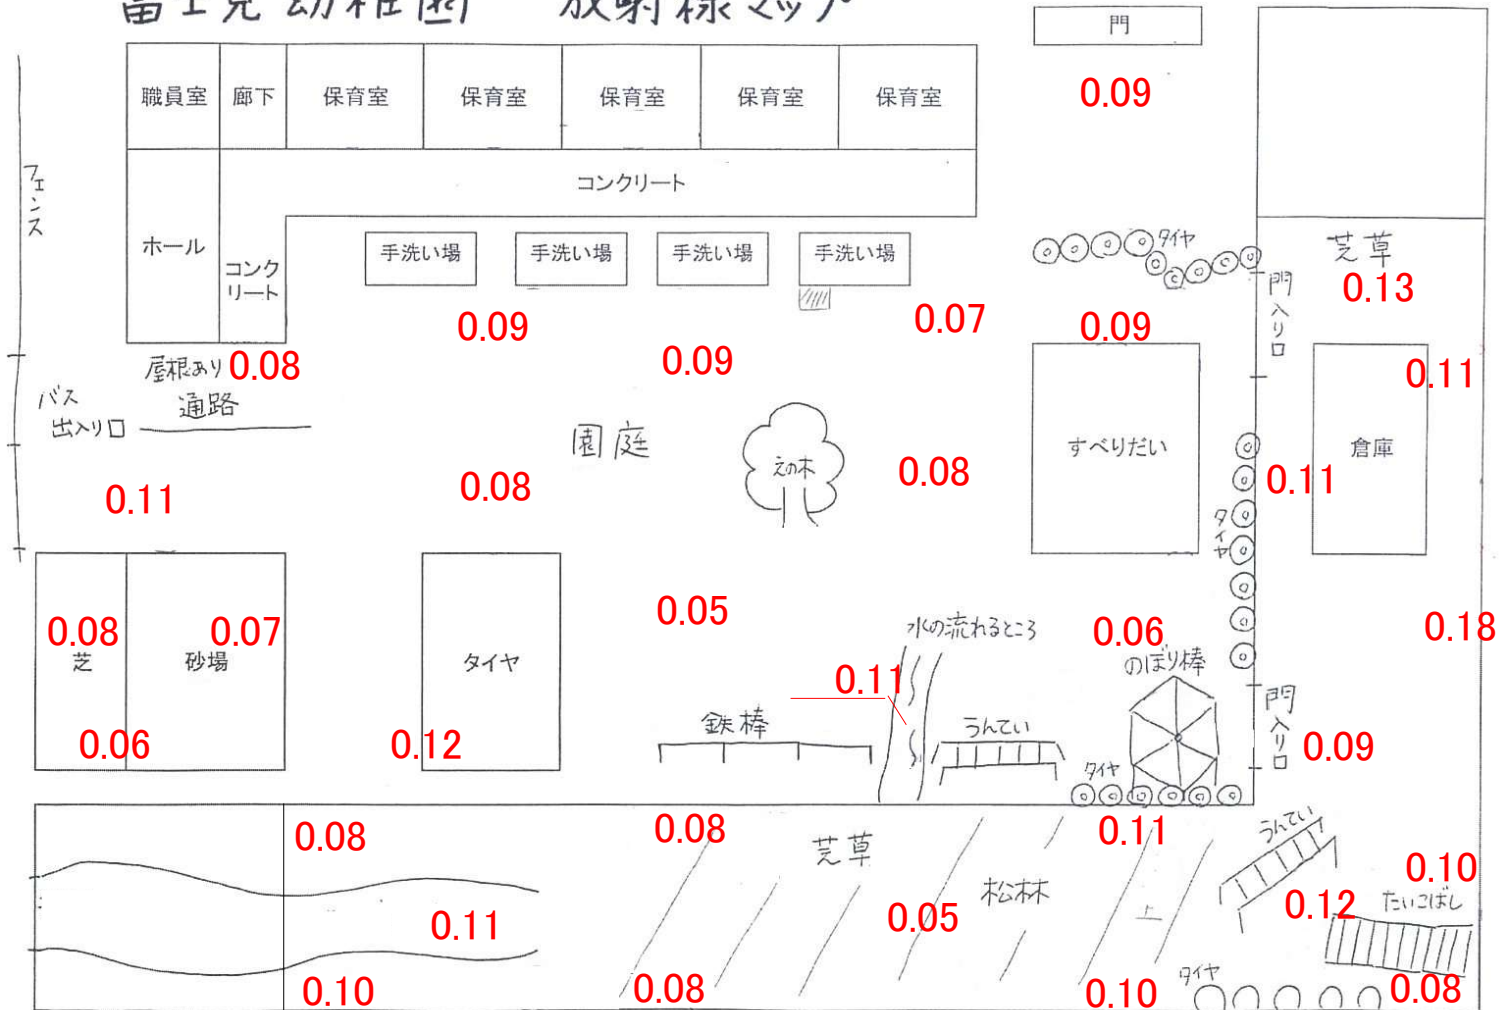 富士見幼稚園 放射線マップ
門
職員室 廊下 保育室 保育室 保育室 保育室 保育室
0.09
フェンス
コンクリート
ホール
コンク
リート
手洗い場 手洗い場 手洗い場 手洗い場
タイヤ
芝草
0.13
門入り口
0.09
0.09
0.07
0.09
屋根あり
0.08
通路
バス
出入り口
0.11
園庭
えの木
すべりだい
倉庫
0.11
0.08
0.08
0.11
タイヤ
0.08
芝
0.07
砂場
タイヤ
0.05
水の流れるところ
0.06
のぼり棒
0.18
0.11
0.06
0.12
鉄棒
うんてい
タイヤ
門入り口
0.09
0.08
0.08
芝草
0.11
うんてい
0.10
たいこばし
0.12
0.11
0.05
松林
上
0.10
0.08
0.10
タイヤ
0.08